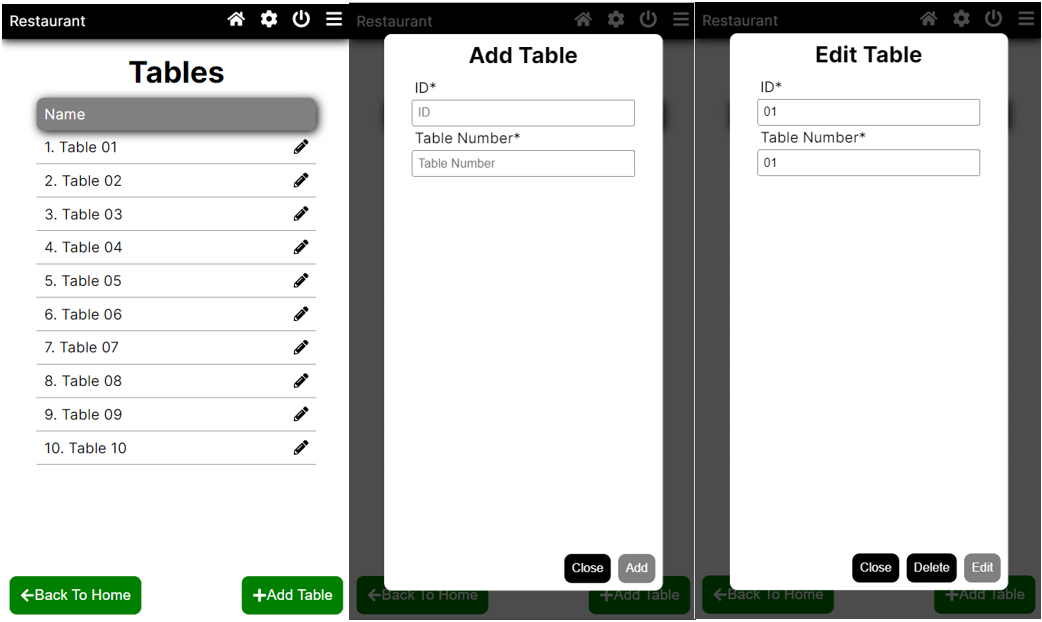 Restaurant
Tables
Name
1. Table 01
2. Table 02
3. Table 03
4. Table 04
5. Table 05
6. Table 06
7. Table 07
8. Table 08
9. Table 09
10. Table 10
Back To Home
Add Table
Restaurant
Add Table
ID*
ID
Table Number*
Table Number
Close
Add
Back To Home
Add Table
Restaurant
Edit Table
ID*
01
Table Number*
01
Close
Delete
Edit
Back To Home
Add Table